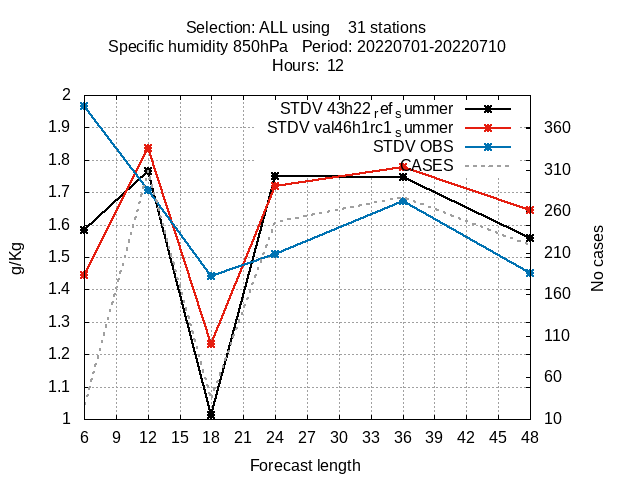 Selection: ALL using    31 stations
Specific humidity 850hPa   Period: 20220701-20220710
Hours:  12
STDV 43h22refsummer
STDV val46h1rc1summer
STDV OBS
CASES
2
1.9
1.8
1.7
1.6
1.5
1.4
1.3
1.2
1.1
1
g/Kg
360
310
260
210
160
110
60
10
No cases
6 9 12 15 18 21 24 27 30 33 36 39 42 45 48
Forecast length